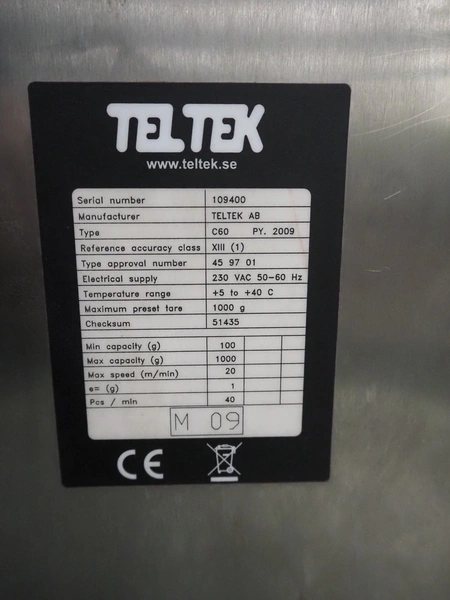 TELTEK
www.teltek.se
Serial number 109400
Manufacturer TELTEK AB
Type C60 PY. 2009
Reference accuracy class XIII (1)
Type approval number 45 97 01
Electrical supply 230 VAC 50-60 Hz
Temperature range +5 to +40 C
Maximum preset tare 1000 g
Checksum 51435
Min capacity (g) 100
Max capacity (g) 1000
Max speed (m/min) 20
e= (g) 1
Pcs / min 40
M 09
CE